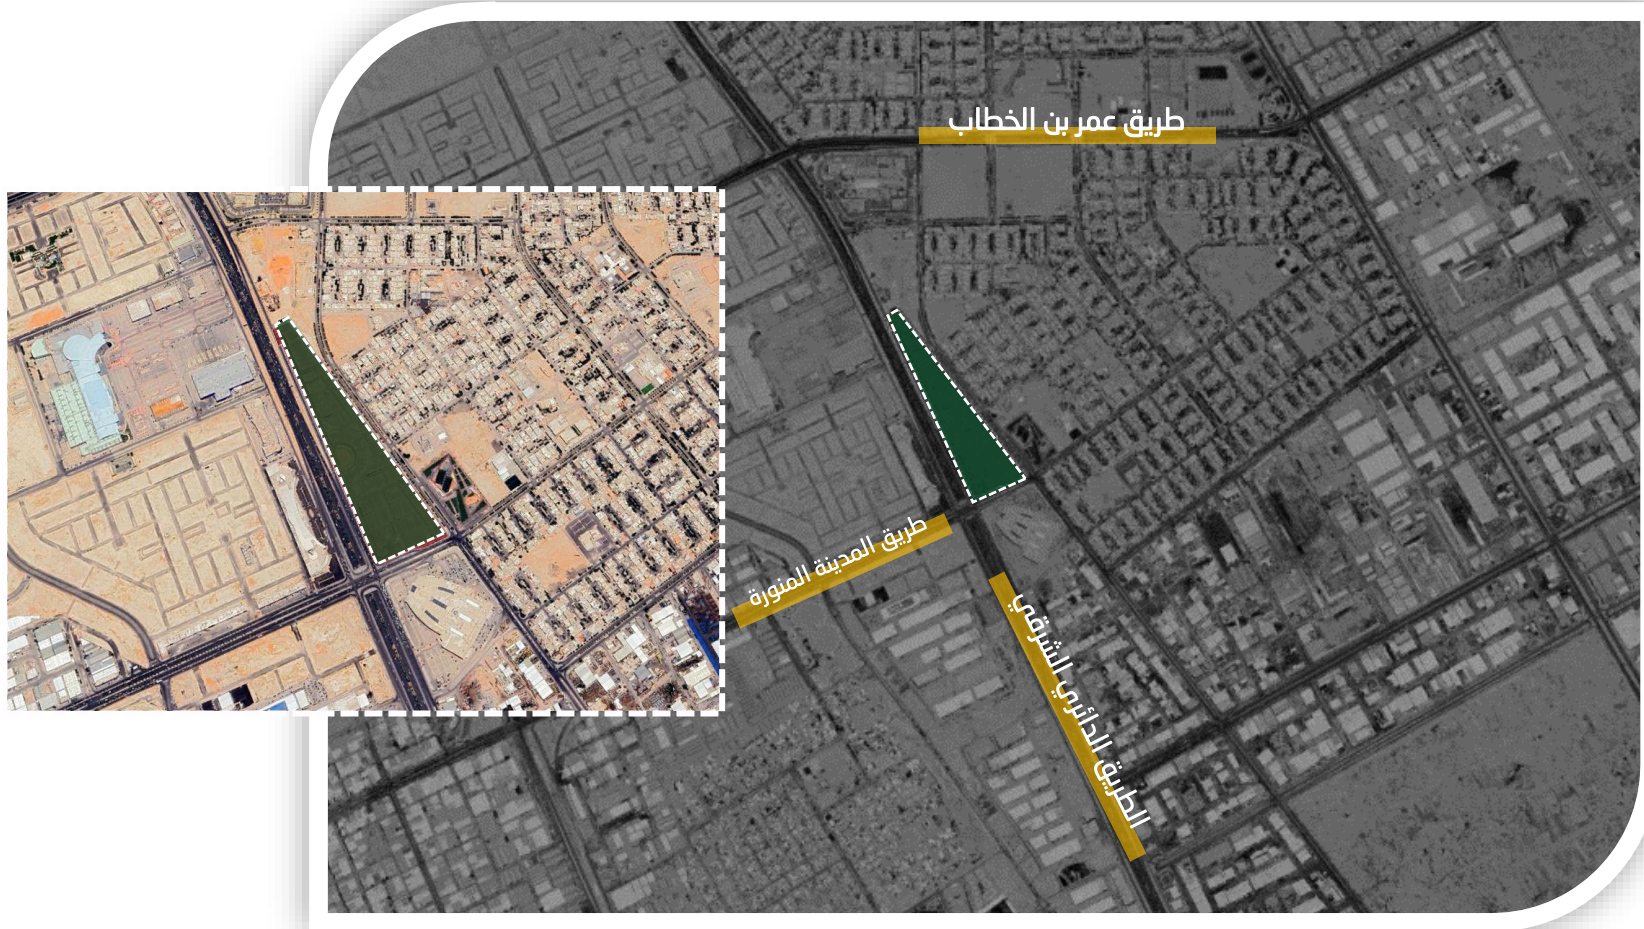 طريق عمر بن الخطاب
طريق المدينة المنورة
الطريق الدائري الشرقي